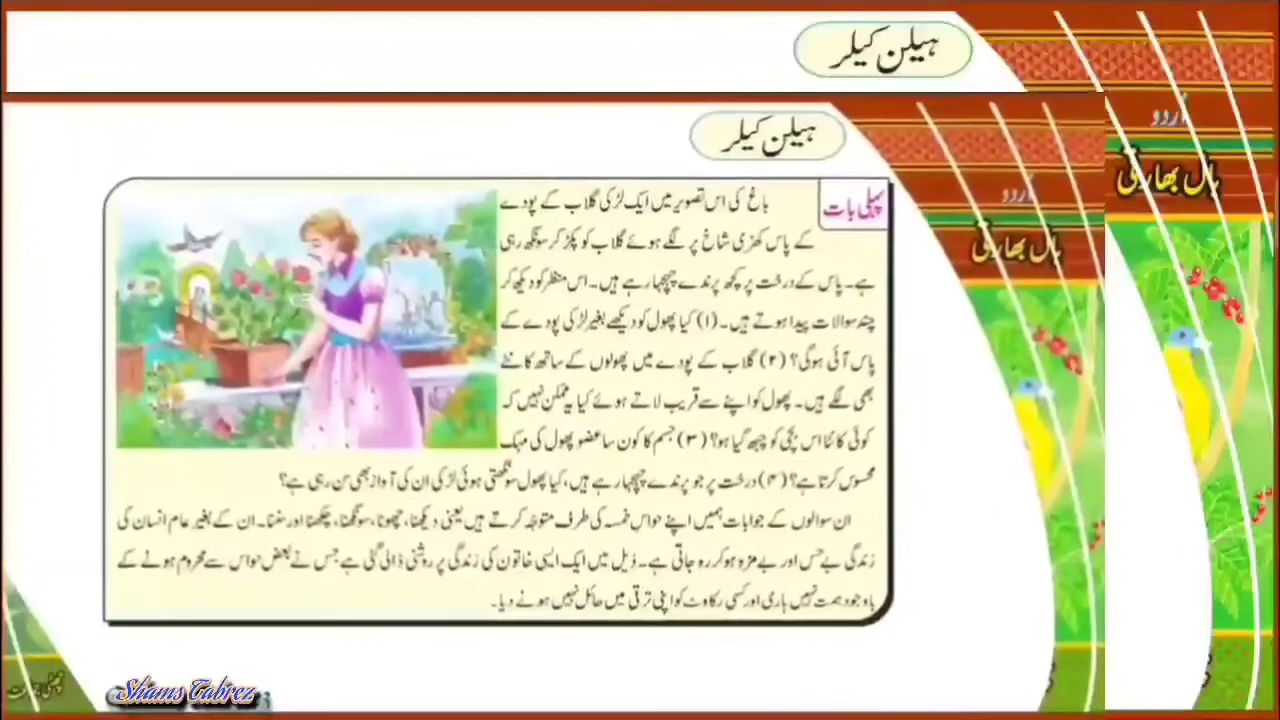 ہیلن کیلر
ہیلن کیلر
اُردو
بال بھارتی
اُردو
بال بھارتی
پہلی بات
باغ کی اس تصویر میں ایک لڑکی گلاب کے پودے
کے پاس کھڑی شاخ پر لگے ہوئے گلاب کو پکڑ کر سونگھ رہی
ہے۔ پاس کے درخت پر کچھ پرندے چہچہا رہے ہیں۔ اس منظر کو دیکھ کر
چند سوالات پیدا ہوتے ہیں۔ (۱) کیا پھول کو دیکھے بغیر لڑکی پودے کے
پاس آئی ہوگی؟ (۲) گلاب کے پودے میں پھولوں کے ساتھ کانٹے
بھی لگے ہیں۔ پھول کو اپنے سے قریب لاتے ہوئے کیا یہ ممکن نہیں کہ
کوئی کانٹا اس بچی کو چبھ گیا ہو؟ (۳) جسم کا کون سا عضو پھول کی مہک
محسوس کرتا ہے؟ (۴) درخت پر جو پرندے چہچہا رہے ہیں، کیا پھول سونگھتی ہوئی لڑکی ان کی آواز بھی سن رہی ہے؟
ان سوالوں کے جوابات ہمیں اپنے حواسِ خمسہ کی طرف متوجہ کرتے ہیں یعنی دیکھنا، چھونا، سونگھنا، چکھنا اور سننا۔ ان کے بغیر عام انسان کی
زندگی بے حس اور بے مزہ ہو کر رہ جاتی ہے۔ ذیل میں ایک ایسی خاتون کی زندگی پر روشنی ڈالی گئی ہے جس نے بعض حواس سے محروم ہونے کے
باوجود ہمت نہیں ہاری اور کسی رکاوٹ کو اپنی ترقی میں حائل نہیں ہونے دیا۔
Shams Tabrez